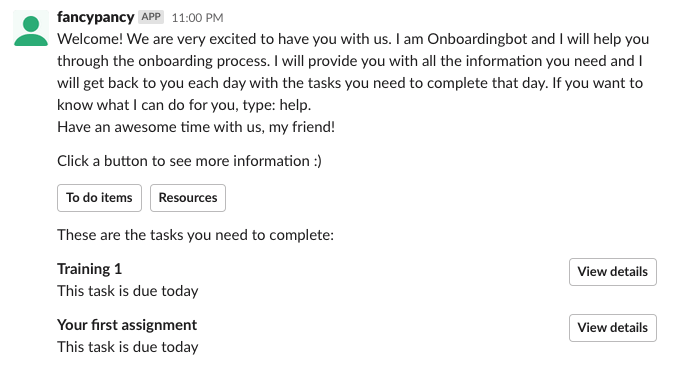 fancypancy APP 11:00 PM
Welcome! We are very excited to have you with us. I am Onboardingbot and I will help you
through the onboarding process. I will provide you with all the information you need and I
will get back to you each day with the tasks you need to complete that day. If you want to
know what I can do for you, type: help.
Have an awesome time with us, my friend!
Click a button to see more information :)
To do items Resources
These are the tasks you need to complete:
Training 1 View details
This task is due today
Your first assignment View details
This task is due today